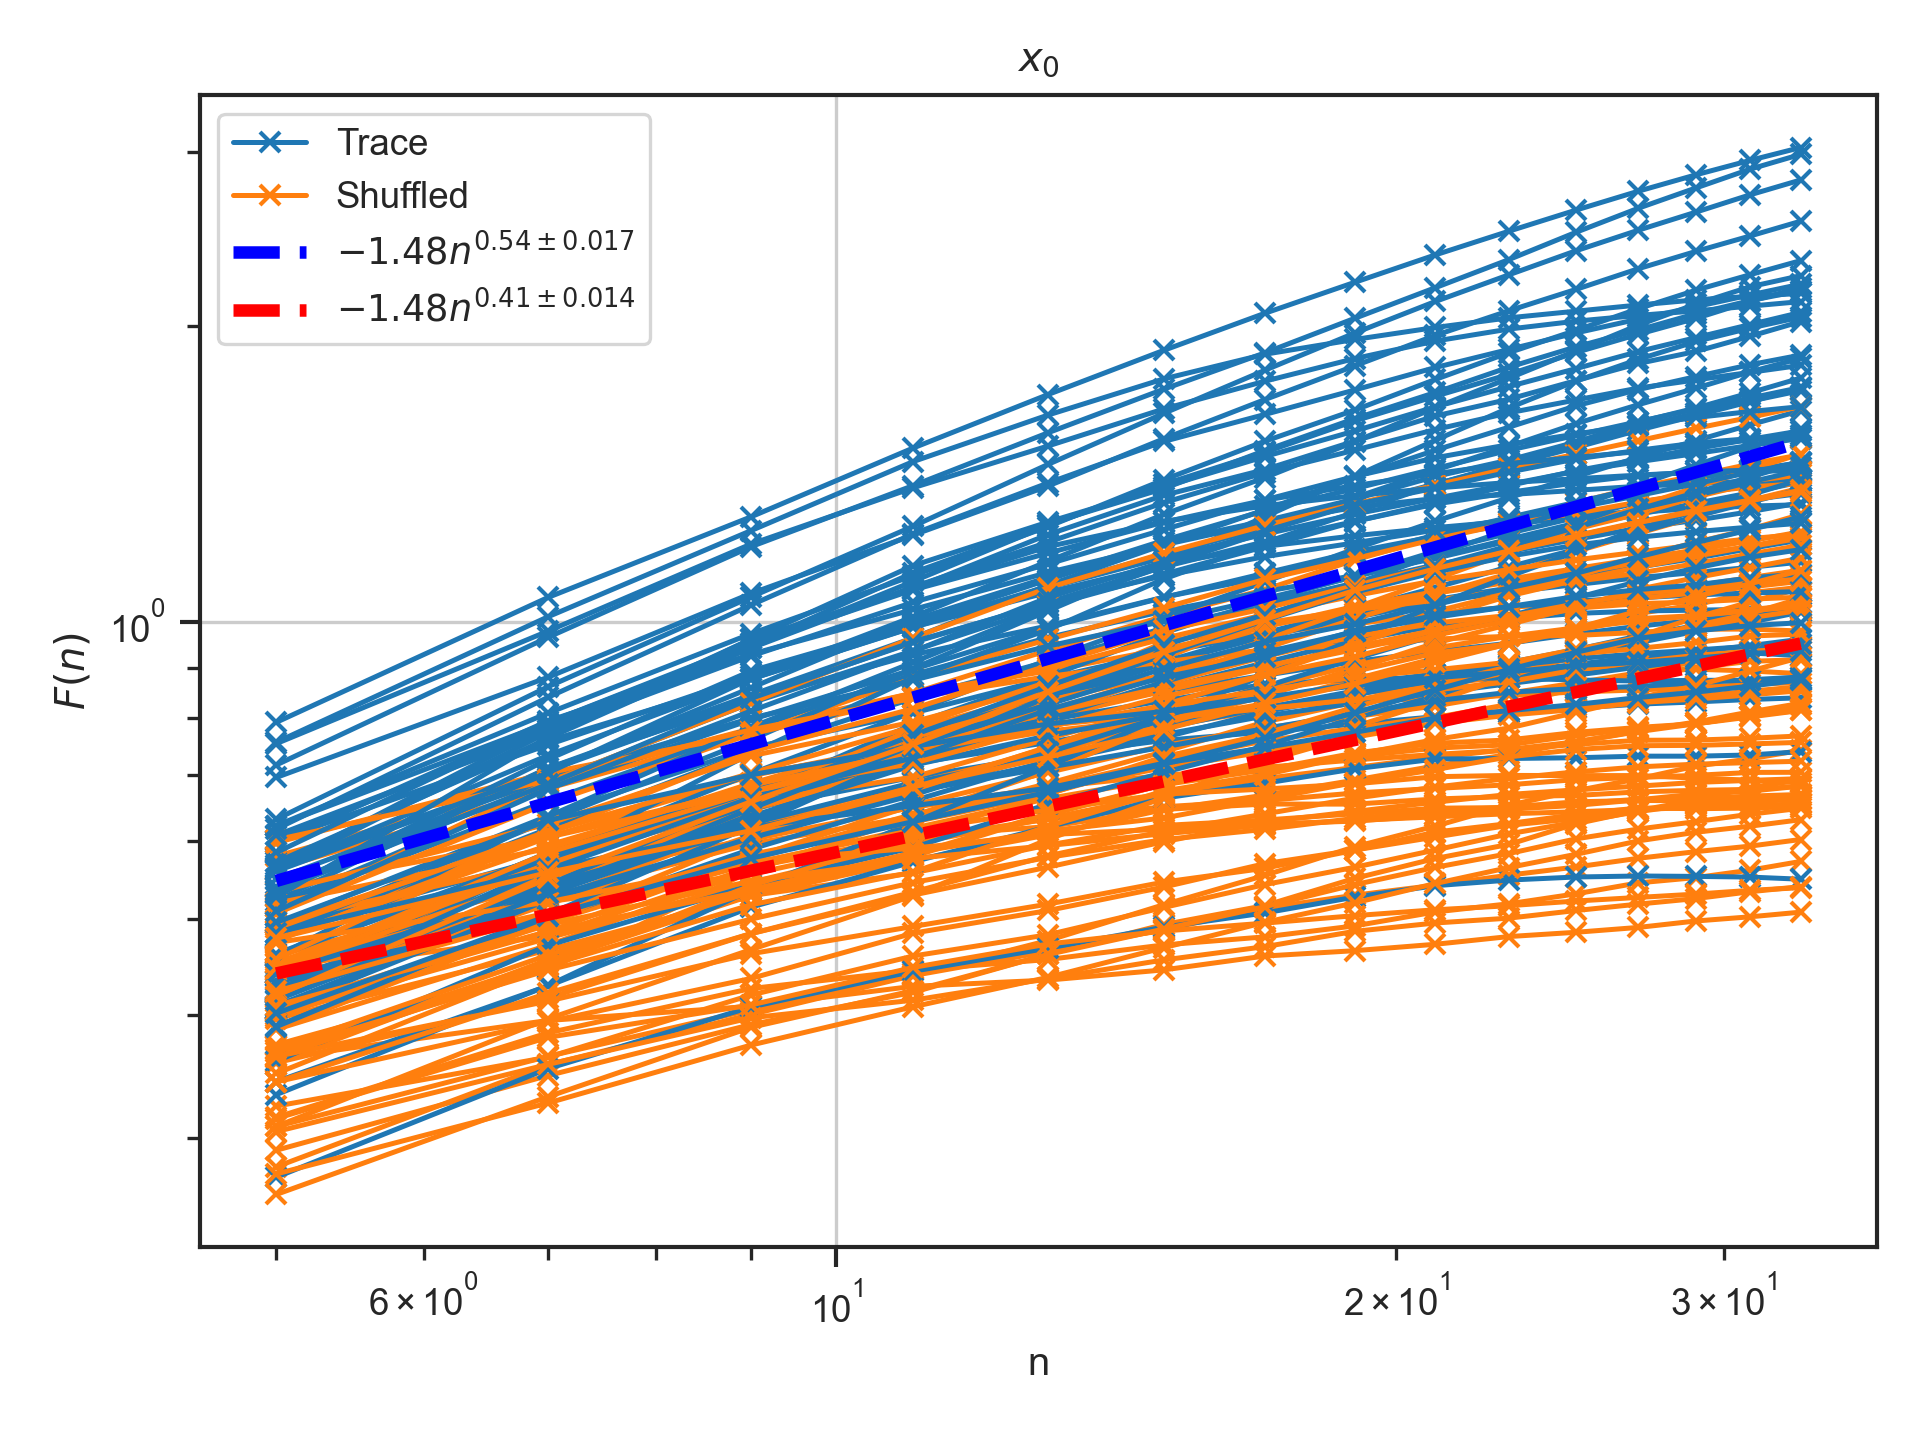 x₀
Trace
Shuffled
−1.48n^{0.54±0.017}
−1.48n^{0.41±0.014}
F(n)
10⁰
6×10⁰
10¹
2×10¹
3×10¹
n